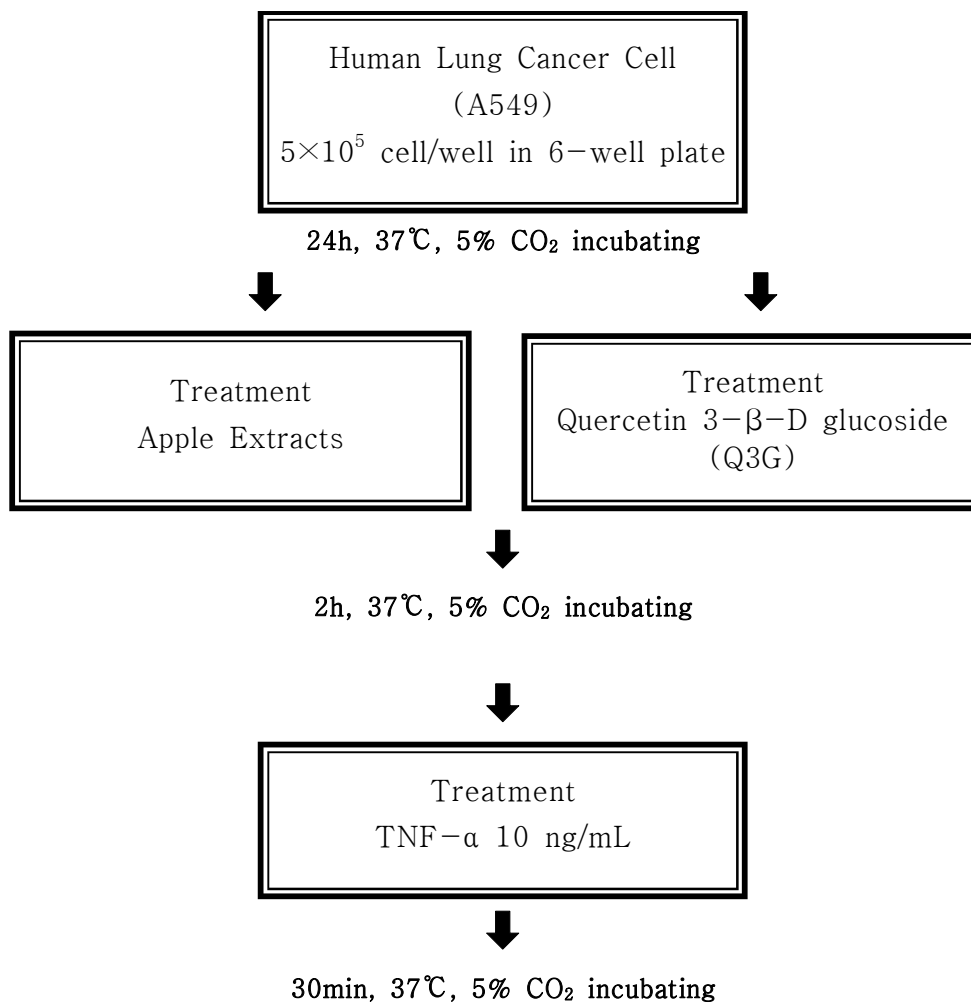 Human Lung Cancer Cell
(A549)
5×10⁵ cell/well in 6-well plate
24h, 37℃, 5% CO₂ incubating
Treatment
Apple Extracts
Treatment
Quercetin 3-β-D glucoside
(Q3G)
2h, 37℃, 5% CO₂ incubating
Treatment
TNF-α 10 ng/mL
30min, 37℃, 5% CO₂ incubating